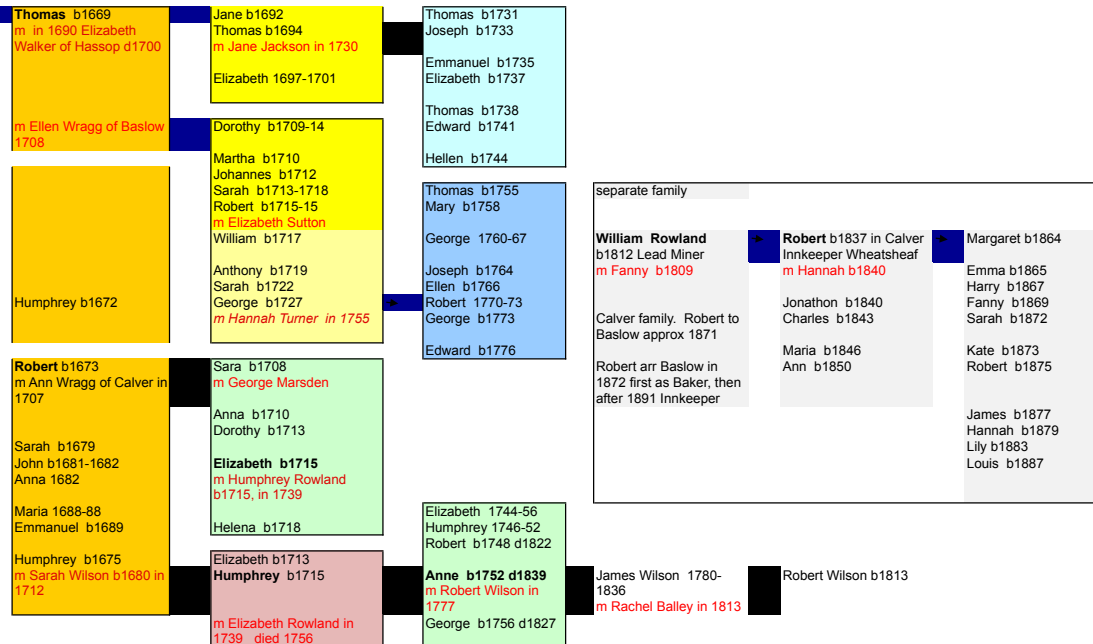 Thomas b1669
m in 1690 Elizabeth
Walker of Hassop d1700
m Ellen Wragg of Baslow
1708
Humphrey b1672
Robert b1673
m Ann Wragg of Calver in
1707
Sarah b1679
John b1681-1682
Anna 1682
Maria 1688-88
Emmanuel b1689
Humphrey b1675
m Sarah Wilson b1680 in
1712
Jane b1692
Thomas b1694
m Jane Jackson in 1730
Elizabeth 1697-1701
Dorothy b1709-14
Martha b1710
Johannes b1712
Sarah b1713-1718
Robert b1715-15
m Elizabeth Sutton
William b1717
Anthony b1719
Sarah b1722
George b1727
m Hannah Turner in 1755
Sara b1708
m George Marsden
Anna b1710
Dorothy b1713
Elizabeth b1715
m Humphrey Rowland
b1715, in 1739
Helena b1718
Elizabeth b1713
Humphrey b1715
m Elizabeth Rowland in
1739 died 1756
Thomas b1731
Joseph b1733
Emmanuel b1735
Elizabeth b1737
Thomas b1738
Edward b1741
Hellen b1744
Thomas b1755
Mary b1758
George 1760-67
Joseph b1764
Ellen b1766
Robert 1770-73
George b1773
Edward b1776
Elizabeth 1744-56
Humphrey 1746-52
Robert b1748 d1822
Anne b1752 d1839
m Robert Wilson in
1777
George b1756 d1827
separate family
William Rowland
b1812 Lead Miner
m Fanny b1809
Calver family. Robert to
Baslow approx 1871
Robert arr Baslow in
1872 first as Baker, then
after 1891 Innkeeper
Robert b1837 in Calver
Innkeeper Wheatsheaf
m Hannah b1840
Jonathon b1840
Charles b1843
Maria b1846
Ann b1850
Margaret b1864
Emma b1865
Harry b1867
Fanny b1869
Sarah b1872
Kate b1873
Robert b1875
James b1877
Hannah b1879
Lily b1883
Louis b1887
James Wilson 1780-
1836
m Rachel Balley in 1813
Robert Wilson b1813